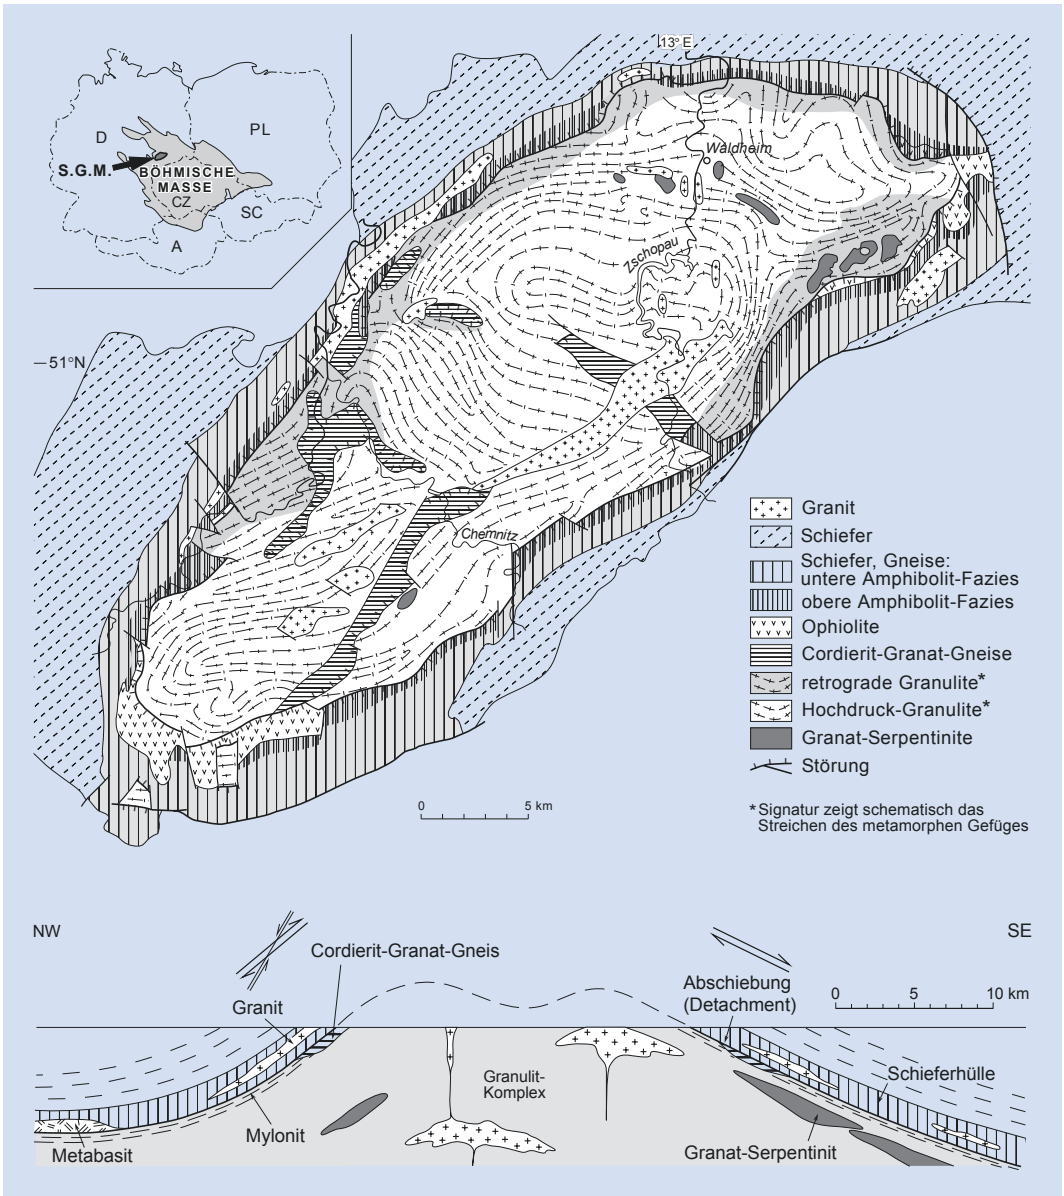 13° E
D
PL
S.G.M.
BÖHMISCHE
MASSE
CZ
SC
A
Waldheim
Zschopau
51°N
Chemnitz
Granit
Schiefer
Schiefer, Gneise:
untere Amphibolit-Fazies
obere Amphibolit-Fazies
Ophiolite
Cordierit-Granat-Gneise
retrograde Granulite*
Hochdruck-Granulite*
Granat-Serpentinite
Störung
0 5 km
*Signatur zeigt schematisch das
Streichen des metamorphen Gefüges
NW
SE
Cordierit-Granat-Gneis
Abschiebung
(Detachment)
0 5 10 km
Granit
Granulit-
Komplex
Schieferhülle
Mylonit
Metabasit
Granat-Serpentinit